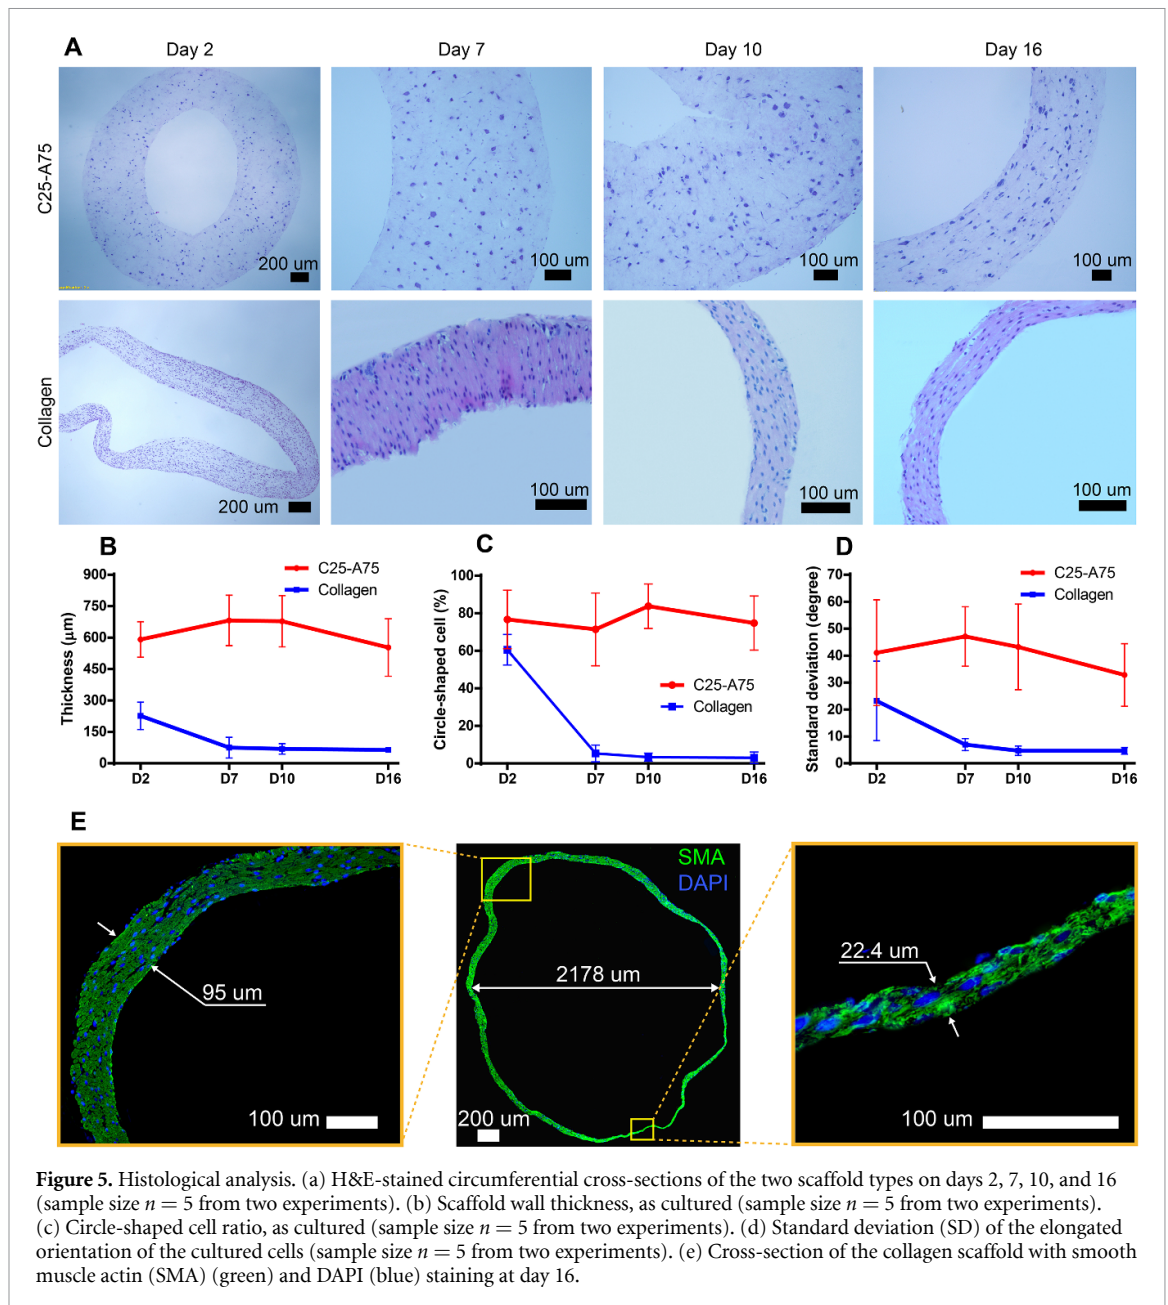 A
Day 2
Day 7
Day 10
Day 16
C25-A75
200 um
100 um
100 um
100 um
Collagen
200 um
100 um
100 um
100 um
B
C25-A75
Collagen
Thickness (μm)
900
750
600
450
300
150
0
D2
D7
D10
D16
C
C25-A75
Collagen
Circle-shaped cell (%)
100
80
60
40
20
0
D2
D7
D10
D16
D
C25-A75
Collagen
Standard deviation (degree)
70
60
50
40
30
20
10
0
D2
D7
D10
D16
E
95 um
100 um
SMA
DAPI
2178 um
200 um
22.4 um
100 um
Figure 5. Histological analysis. (a) H&E-stained circumferential cross-sections of the two scaffold types on days 2, 7, 10, and 16
(sample size n = 5 from two experiments). (b) Scaffold wall thickness, as cultured (sample size n = 5 from two experiments).
(c) Circle-shaped cell ratio, as cultured (sample size n = 5 from two experiments). (d) Standard deviation (SD) of the elongated
orientation of the cultured cells (sample size n = 5 from two experiments). (e) Cross-section of the collagen scaffold with smooth
muscle actin (SMA) (green) and DAPI (blue) staining at day 16.